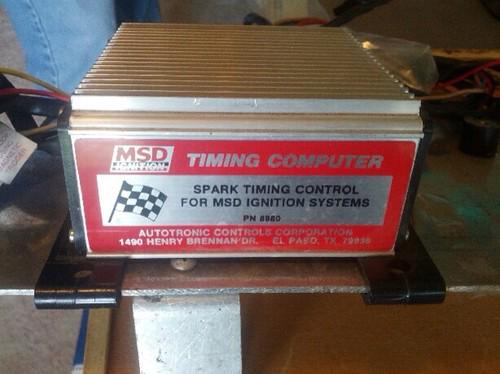 MSD
IGNITION
TIMING COMPUTER
SPARK TIMING CONTROL
FOR MSD IGNITION SYSTEMS
PN 8980
AUTOTRONIC CONTROLS CORPORATION
1490 HENRY BRENNAN DR. EL PASO, TX 79936